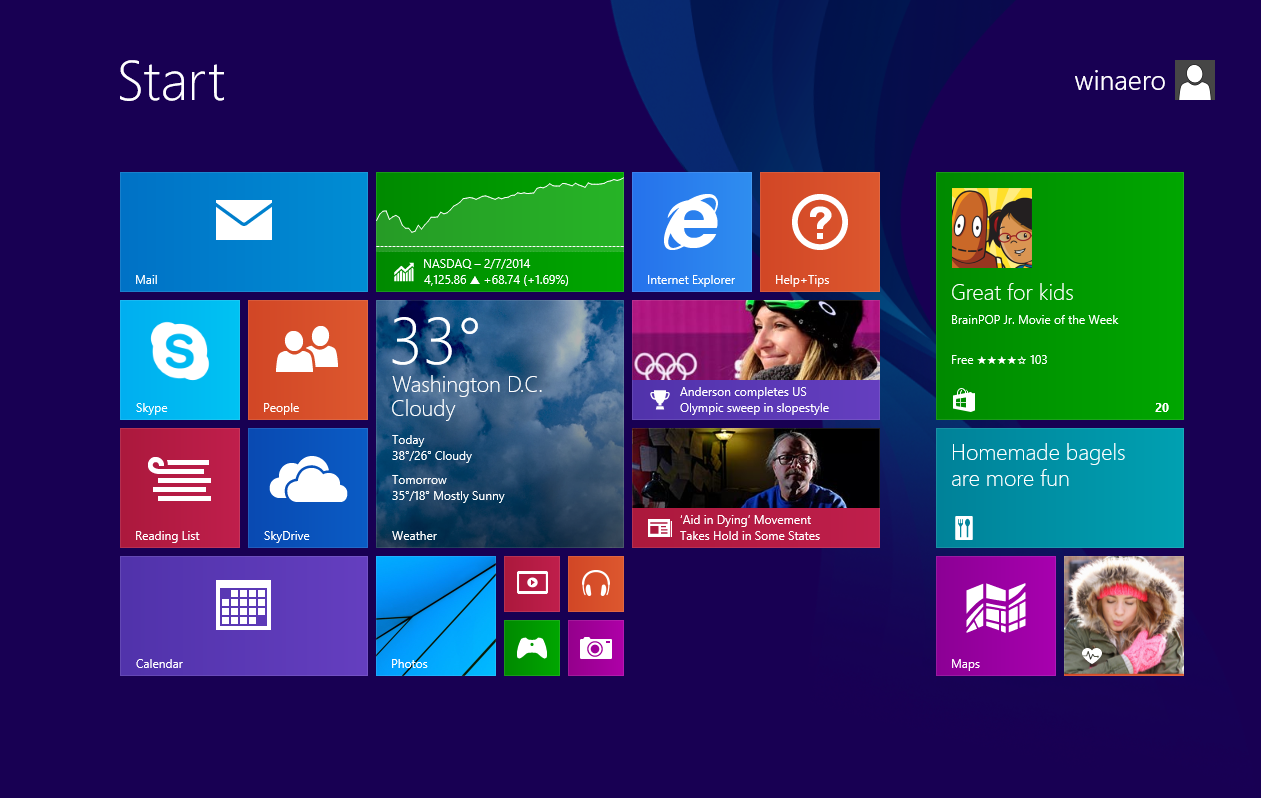 Start
winaero
Mail
NASDAQ – 2/7/2014
4,125.86 ▲ +68.74 (+1.69%)
Internet Explorer
Help+Tips
Skype
People
33°
Washington D.C.
Cloudy
Today
38°/26° Cloudy
Tomorrow
35°/18° Mostly Sunny
Weather
Anderson completes US
Olympic sweep in slopestyle
Reading List
SkyDrive
‘Aid in Dying’ Movement
Takes Hold in Some States
Calendar
Photos
Great for kids
BrainPOP Jr. Movie of the Week
Free ★★★★☆ 103
20
Homemade bagels
are more fun
Maps